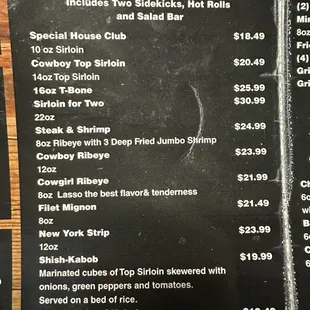 Includes Two Sidekicks, Hot Rolls
and Salad Bar
Special House Club $18.49
10 oz Sirloin
Cowboy Top Sirloin $20.49
14oz Top Sirloin
16oz T-Bone $25.99
Sirloin for Two $30.99
22oz
Steak & Shrimp $24.99
8oz Ribeye with 3 Deep Fried Jumbo Shrimp
Cowboy Ribeye $23.99
12oz
Cowgirl Ribeye $21.99
8oz Lasso the best flavor& tenderness
Filet Mignon $21.49
8oz
New York Strip $23.99
12oz
Shish-Kabob $19.99
Marinated cubes of Top Sirloin skewered with
onions, green peppers and tomatoes.
Served on a bed of rice.
(2)
8oz
(4)